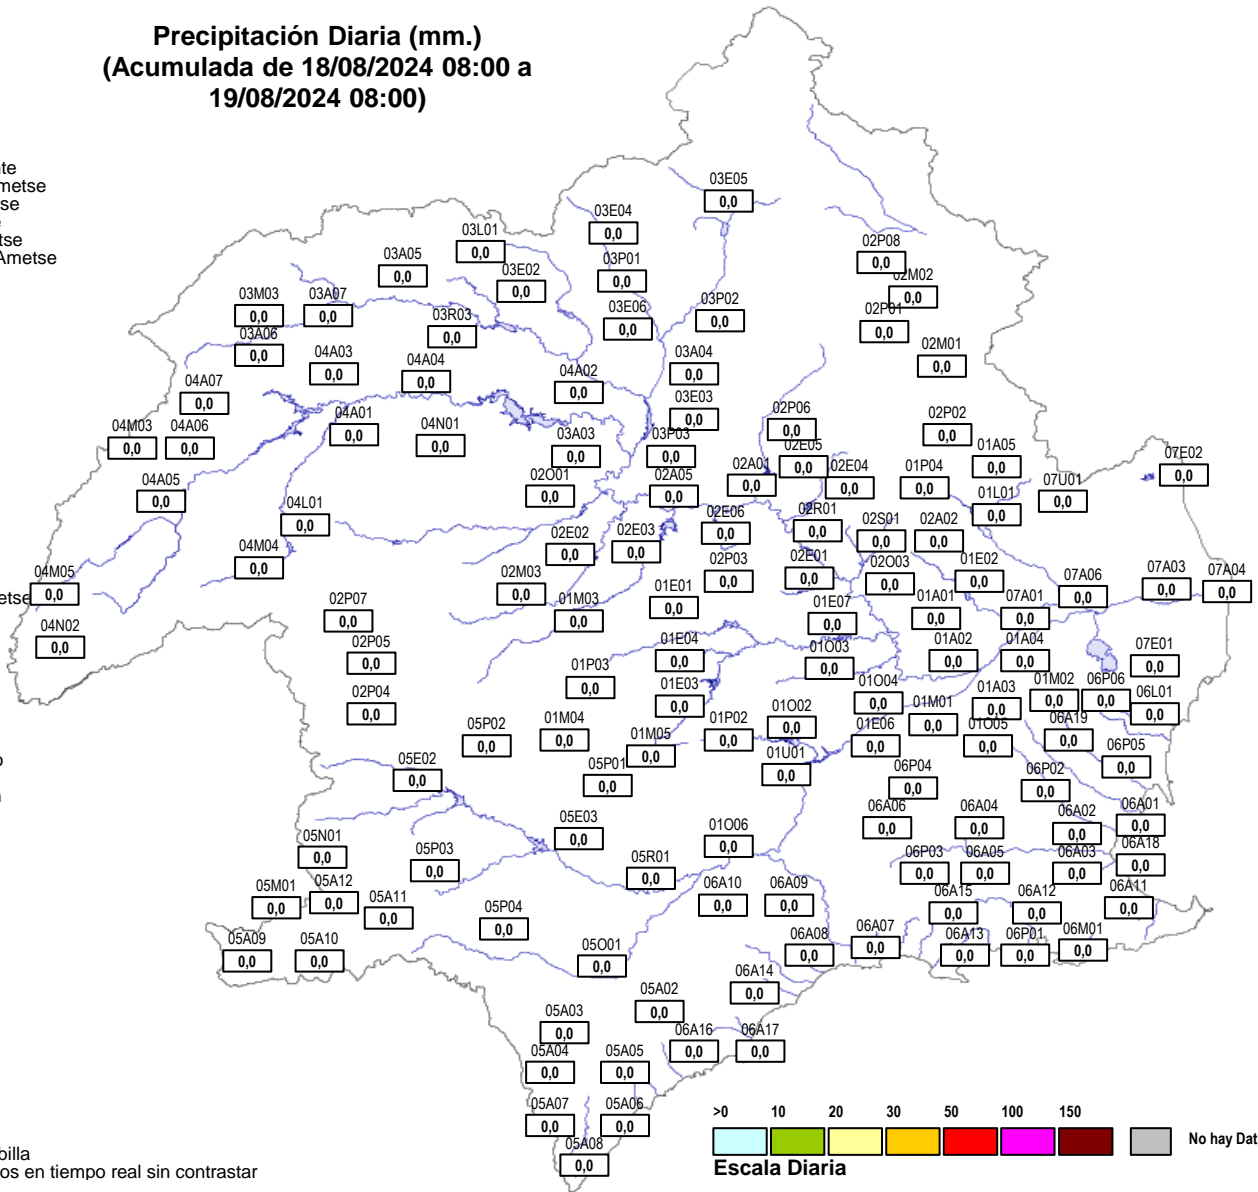 Precipitación Diaria (mm.)
(Acumulada de 18/08/2024 08:00 a
19/08/2024 08:00)
03E05
0,0
03E04
0,0
03L01
0,0
03A05
0,0
03P01
0,0
03E02
0,0
02P08
0,0
02M02
0,0
03M03
0,0
03A07
0,0
03R03
0,0
03E06
0,0
03P02
0,0
02P01
0,0
03A06
0,0
04A03
0,0
04A04
0,0
04A02
0,0
03A04
0,0
02M01
0,0
04A07
0,0
03E03
0,0
04M03
0,0
04A06
0,0
04A01
0,0
04N01
0,0
03A03
0,0
03P03
0,0
02P06
0,0
02E05
0,0
02P02
0,0
01A05
0,0
07E02
0,0
04A05
0,0
02O01
0,0
02A05
0,0
02A01
0,0
02E04
0,0
01P04
0,0
01L01
0,0
07U01
0,0
04L01
0,0
02E06
0,0
02R01
0,0
02S01
0,0
02A02
0,0
04M04
0,0
02E02
0,0
02E03
0,0
02P03
0,0
02E01
0,0
02O03
0,0
01E02
0,0
04M05
0,0
etse
02M03
0,0
01M03
0,0
01E01
0,0
01E07
0,0
01A01
0,0
07A01
0,0
07A06
0,0
07A03
0,0
07A04
0,0
04N02
0,0
02P07
0,0
02P05
0,0
02P04
0,0
01P03
0,0
01E04
0,0
01E03
0,0
01O03
0,0
01A02
0,0
01A04
0,0
07E01
0,0
01O04
0,0
01M01
0,0
01A03
0,0
01M02
0,0
06P06
0,0
06L01
0,0
05P02
0,0
01M04
0,0
01M05
0,0
01P02
0,0
01O02
0,0
01E06
0,0
01O05
0,0
06A19
0,0
06P05
0,0
05E02
0,0
05P01
0,0
01U01
0,0
06P04
0,0
06P02
0,0
05E03
0,0
01O06
0,0
06A06
0,0
06A04
0,0
06A02
0,0
06A01
0,0
05N01
0,0
05P03
0,0
05R01
0,0
06P03
0,0
06A05
0,0
06A03
0,0
06A18
0,0
05M01
0,0
05A12
0,0
05A11
0,0
05P04
0,0
06A10
0,0
06A09
0,0
06A15
0,0
06A12
0,0
06A11
0,0
05A09
0,0
05A10
0,0
05O01
0,0
06A08
0,0
06A07
0,0
06A13
0,0
06P01
0,0
06M01
0,0
05A02
0,0
06A14
0,0
05A03
0,0
06A16
0,0
06A17
0,0
05A04
0,0
05A05
0,0
05A07
0,0
05A06
0,0
05A08
0,0
>0 10 20 30 50 100 150
No hay Dat
Escala Diaria
billa
os en tiempo real sin contrastar